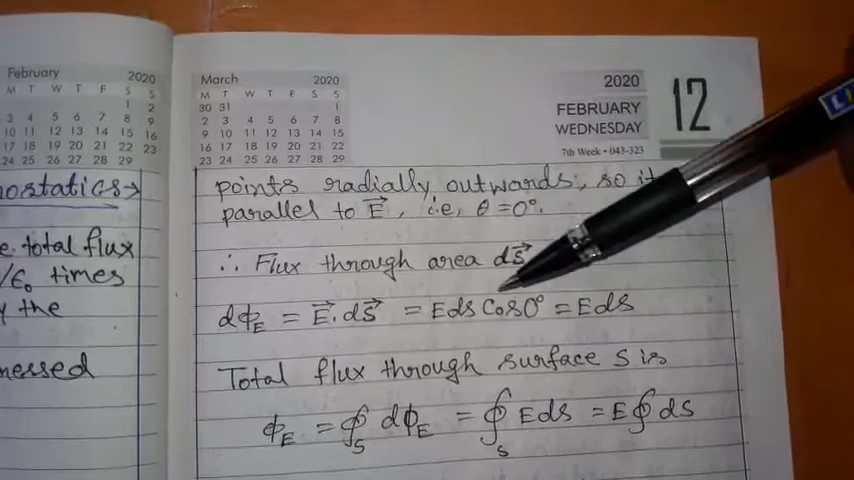 February 2020
M T W T F S S
1 2
3 4 5 6 7 8 9
10 11 12 13 14 15 16
17 18 19 20 21 22 23
24 25 26 27 28 29
ostatics→
total flux
/ε₀ times
the
March 2020
M T W T F S S
30 31 1
2 3 4 5 6 7 8
9 10 11 12 13 14 15
16 17 18 19 20 21 22
23 24 25 26 27 28 29
2020
FEBRUARY
WEDNESDAY
7th Week • 043-323
12
points radially outwards, so it
parallel to E⃗, i.e, θ = 0°.
∴ Flux through area ds⃗
dϕ_E = E⃗. ds⃗ = Eds Cos0° = Eds
Total flux through surface S is
ϕ_E = ∮_S dϕ_E = ∮_S Eds = E∮ds